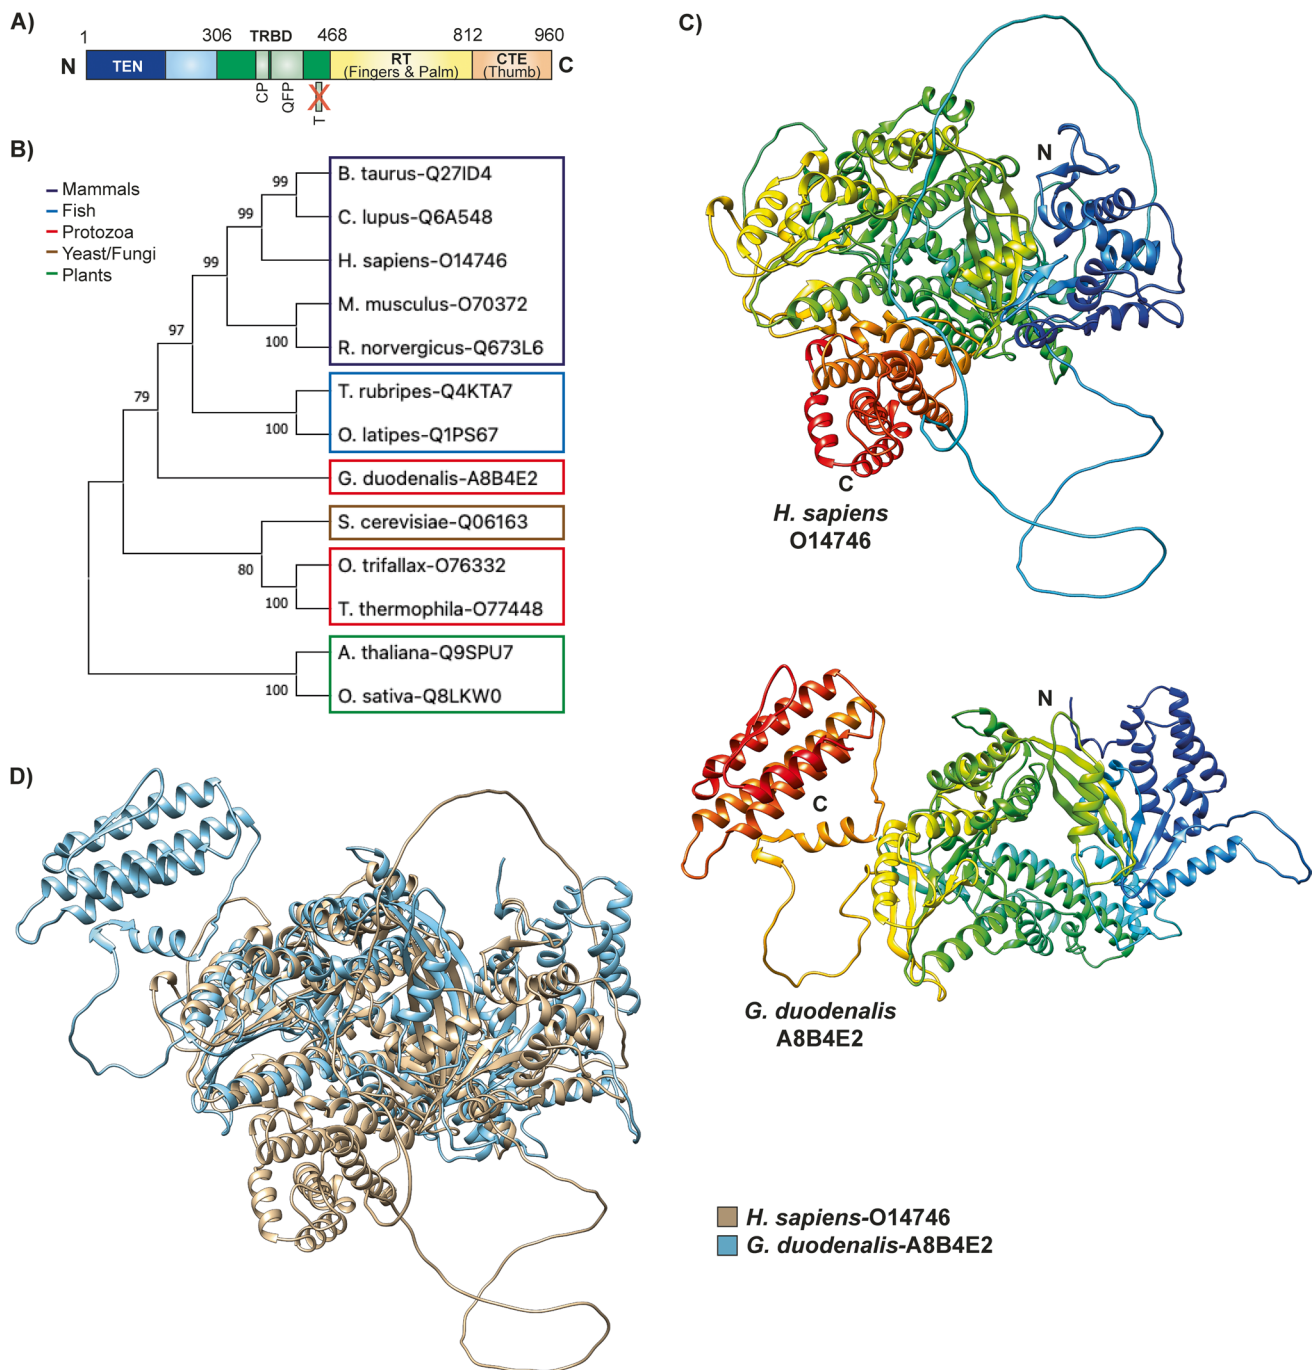 A)
1 306 TRBD 468 812 960
N TEN RT (Fingers & Palm) CTE (Thumb) C
CP QFP T
B)
Mammals
Fish
Protozoa
Yeast/Fungi
Plants
99
99
99
97
100
79
100
80
100
100
B. taurus-Q27ID4
C. lupus-Q6A548
H. sapiens-O14746
M. musculus-O70372
R. norvergicus-Q673L6
T. rubripes-Q4KTA7
O. latipes-Q1PS67
G. duodenalis-A8B4E2
S. cerevisiae-Q06163
O. trifallax-O76332
T. thermophila-O77448
A. thaliana-Q9SPU7
O. sativa-Q8LKW0
C)
N
C
H. sapiens
O14746
N
C
G. duodenalis
A8B4E2
D)
H. sapiens-O14746
G. duodenalis-A8B4E2